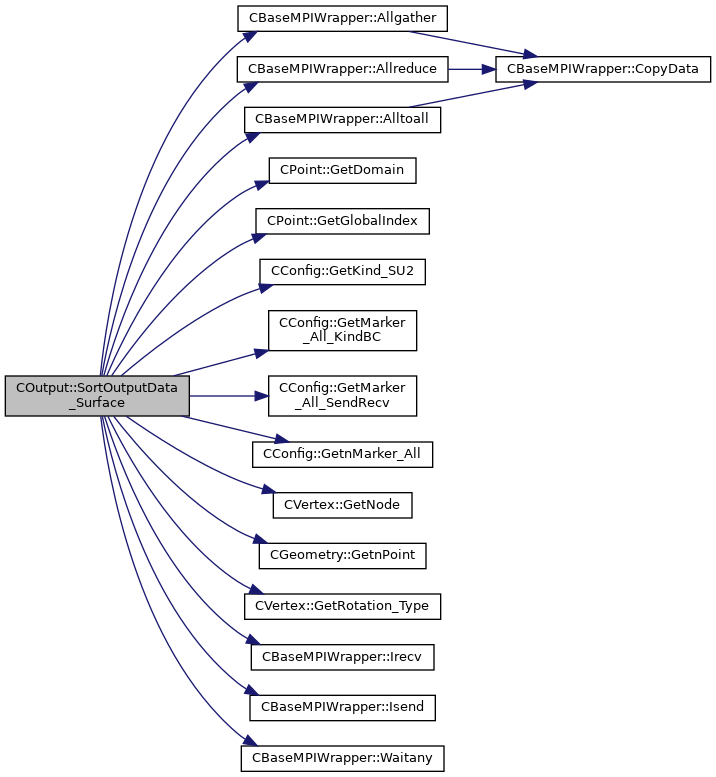 CBaseMPIWrapper::Allgather
CBaseMPIWrapper::Allreduce
CBaseMPIWrapper::CopyData
CBaseMPIWrapper::Alltoall
CPoint::GetDomain
CPoint::GetGlobalIndex
CConfig::GetKind_SU2
CConfig::GetMarker
_All_KindBC
COutput::SortOutputData
_Surface
CConfig::GetMarker
_All_SendRecv
CConfig::GetnMarker_All
CVertex::GetNode
CGeometry::GetnPoint
CVertex::GetRotation_Type
CBaseMPIWrapper::Irecv
CBaseMPIWrapper::Isend
CBaseMPIWrapper::Waitany